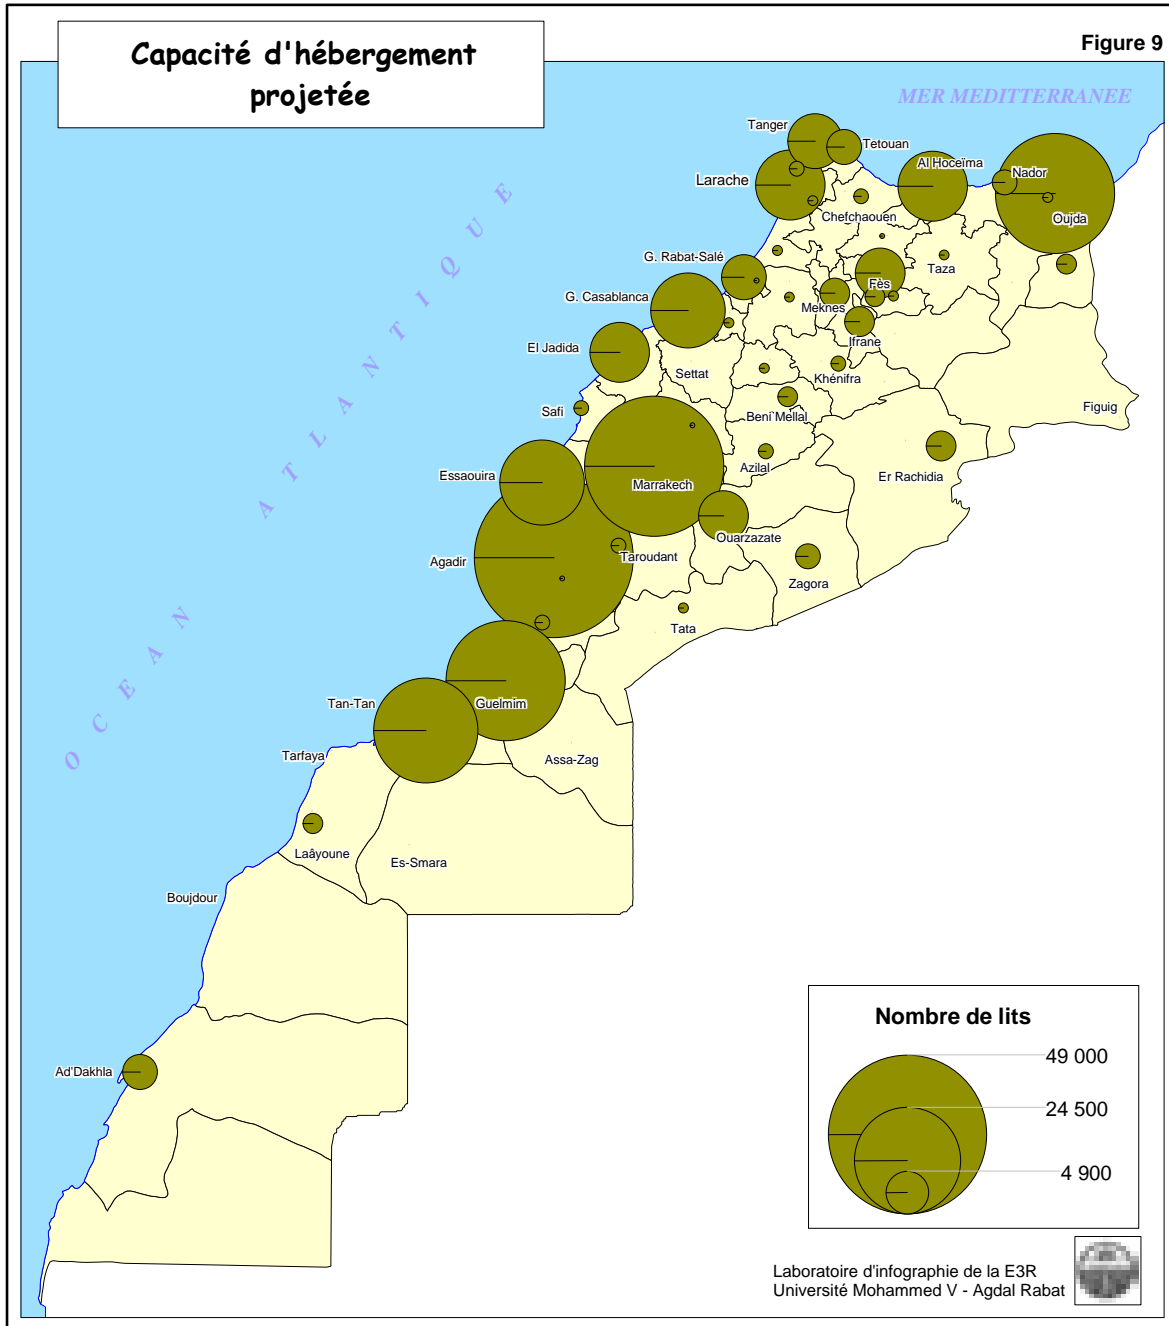 Capacité d'hébergement
projetée
Figure 9
MER MEDITTERRANEE
OCEAN ATLANTIQUE
Tanger
Tetouan
Larache
Al Hoceïma
Nador
Oujda
Chefchaouen
G. Rabat-Salé
Taza
Fès
G. Casablanca
Meknes
Ifrane
El Jadida
Settat
Khénifra
Safi
Beni Mellal
Figuig
Essaouira
Azilal
Er Rachidia
Marrakech
Ouarzazate
Agadir
Taroudant
Zagora
Tata
Tan-Tan
Guelmim
Tarfaya
Assa-Zag
Laâyoune
Es-Smara
Boujdour
Ad'Dakhla
Nombre de lits
49 000
24 500
4 900
Laboratoire d'infographie de la E3R
Université Mohammed V - Agdal Rabat